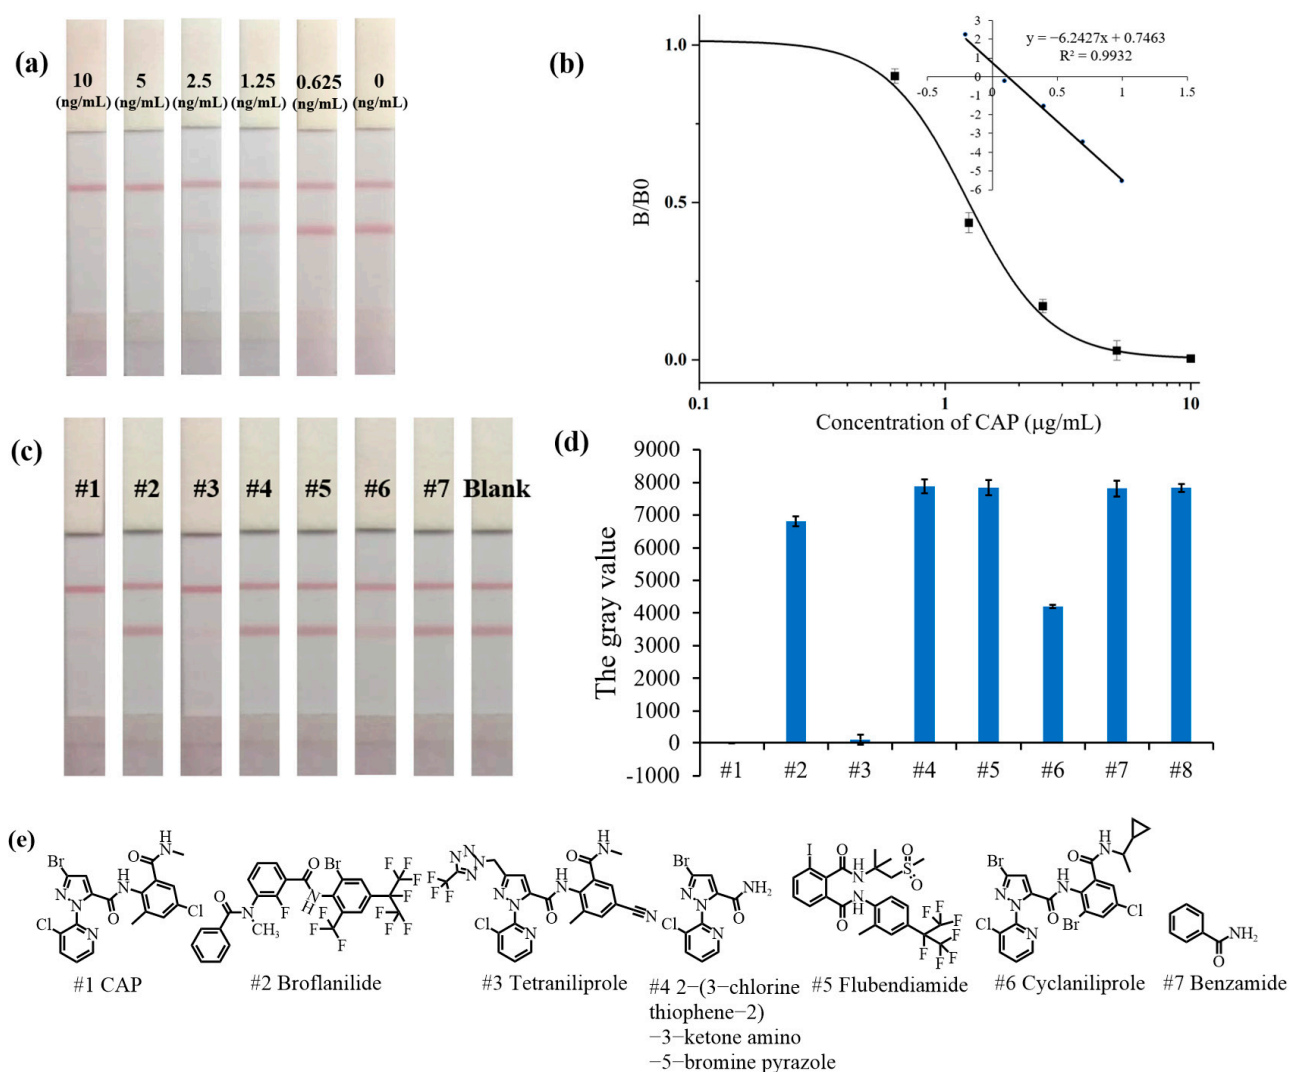 (a)
10
(ng/mL)
5
(ng/mL)
2.5
(ng/mL)
1.25
(ng/mL)
0.625
(ng/mL)
0
(ng/mL)
(b)
1.0
0.5
0.0
B/B0
0.1
1
10
Concentration of CAP (μg/mL)
y = −6.2427x + 0.7463
R² = 0.9932
3
2
1
0
-1
-2
-3
-4
-5
-6
-0.5
0
0.5
1
1.5
(c)
#1
#2
#3
#4
#5
#6
#7
Blank
(d)
The gray value
9000
8000
7000
6000
5000
4000
3000
2000
1000
0
-1000
#1
#2
#3
#4
#5
#6
#7
#8
(e)
#1 CAP
#2 Broflanilide
#3 Tetraniliprole
#4 2−(3−chlorine
thiophene−2)
−3−ketone amino
−5−bromine pyrazole
#5 Flubendiamide
#6 Cyclaniliprole
#7 Benzamide